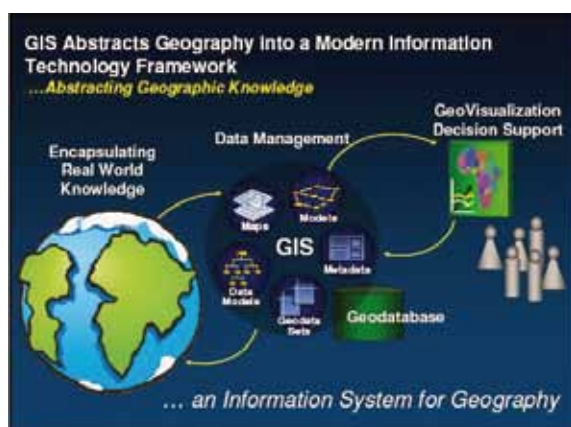 GIS Abstracts Geography into a Modern Information
Technology Framework
...Abstracting Geographic Knowledge
GeoVisualization
Decision Support
Data Management
Encapsulating
Real World
Knowledge
Models
Maps
GIS
Metadata
Data
Models
Geodata
Sets
Geodatabase
... an Information System for Geography